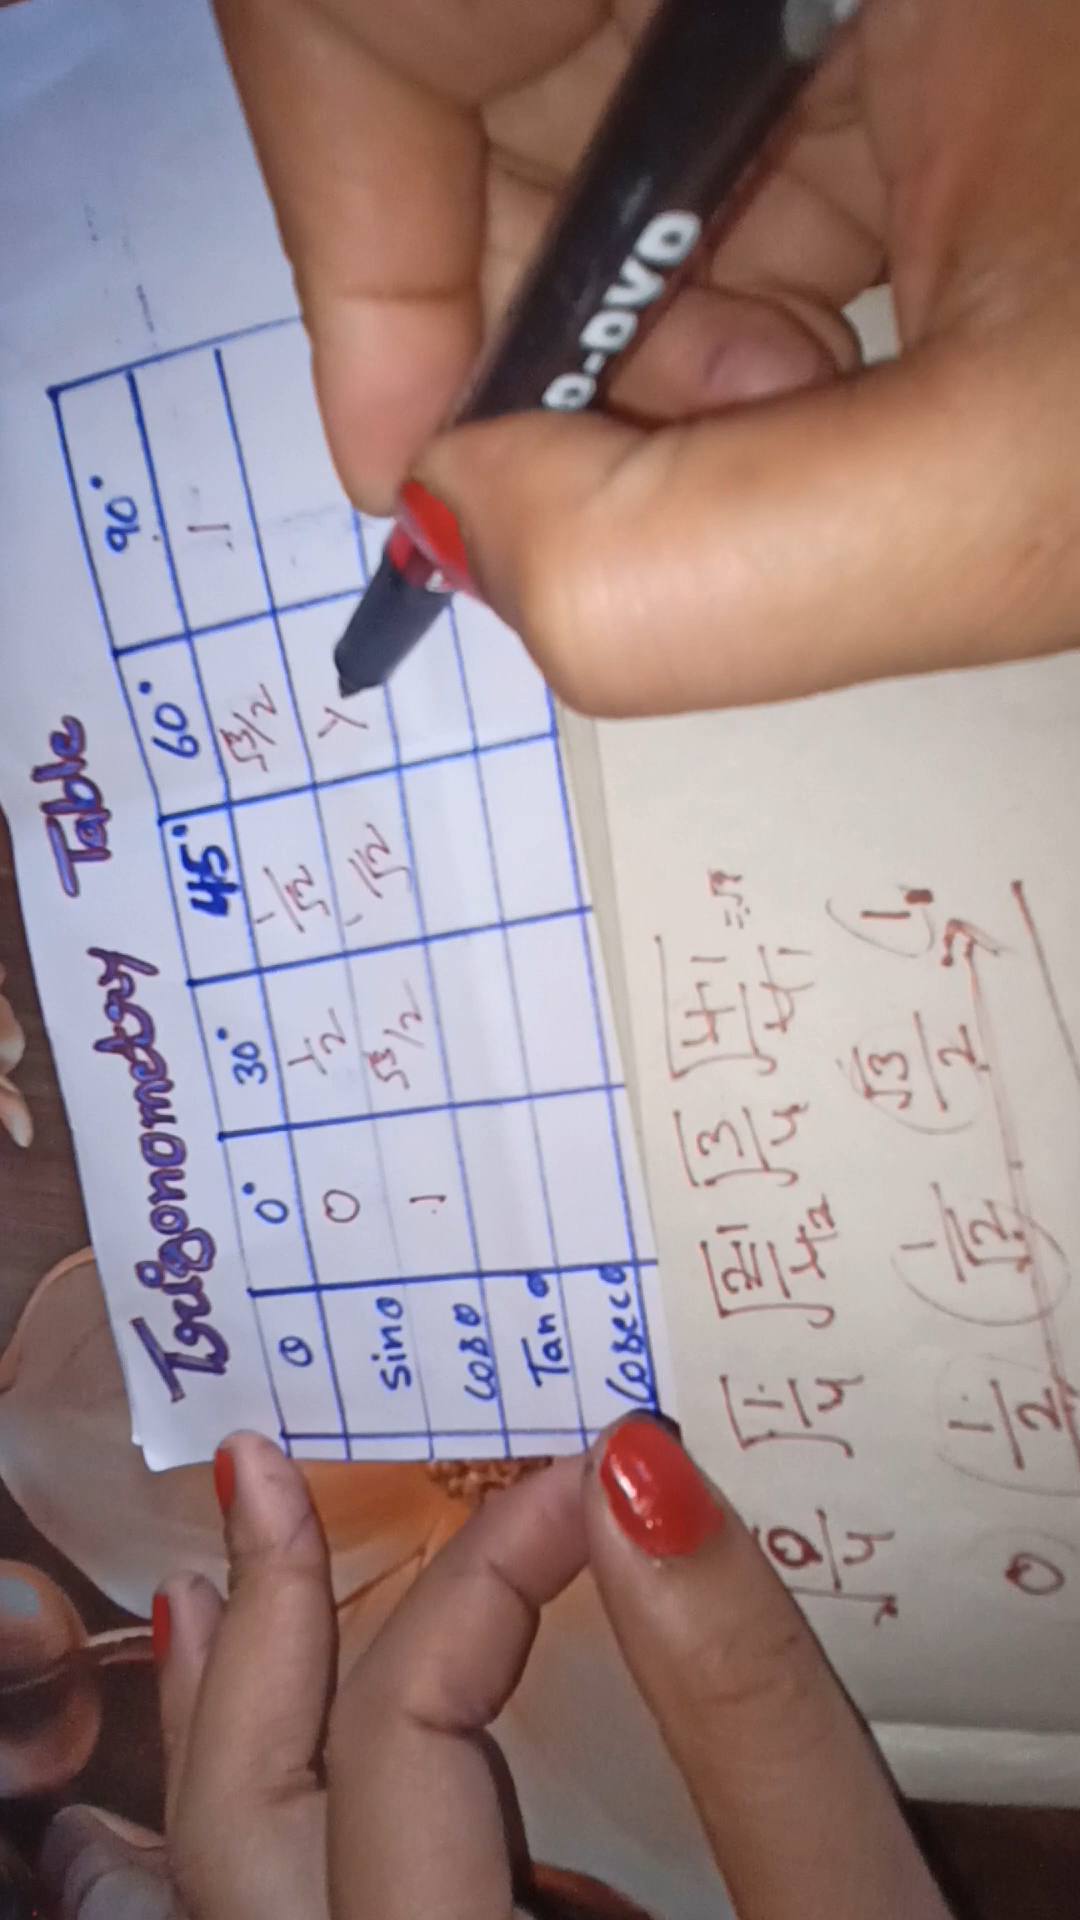 Trigonometry Table
θ 0° 30° 45° 60° 90°
Sinθ 0 1/2 1/√2 √3/2 1
Cosθ 1 √3/2 1/√2
Tanθ
Cosecθ
√0/4 √1/4 √2/4 1/2 √3/4 √4/4 1/1
0 1/2 1/√2 √3/2 1
D-DVD